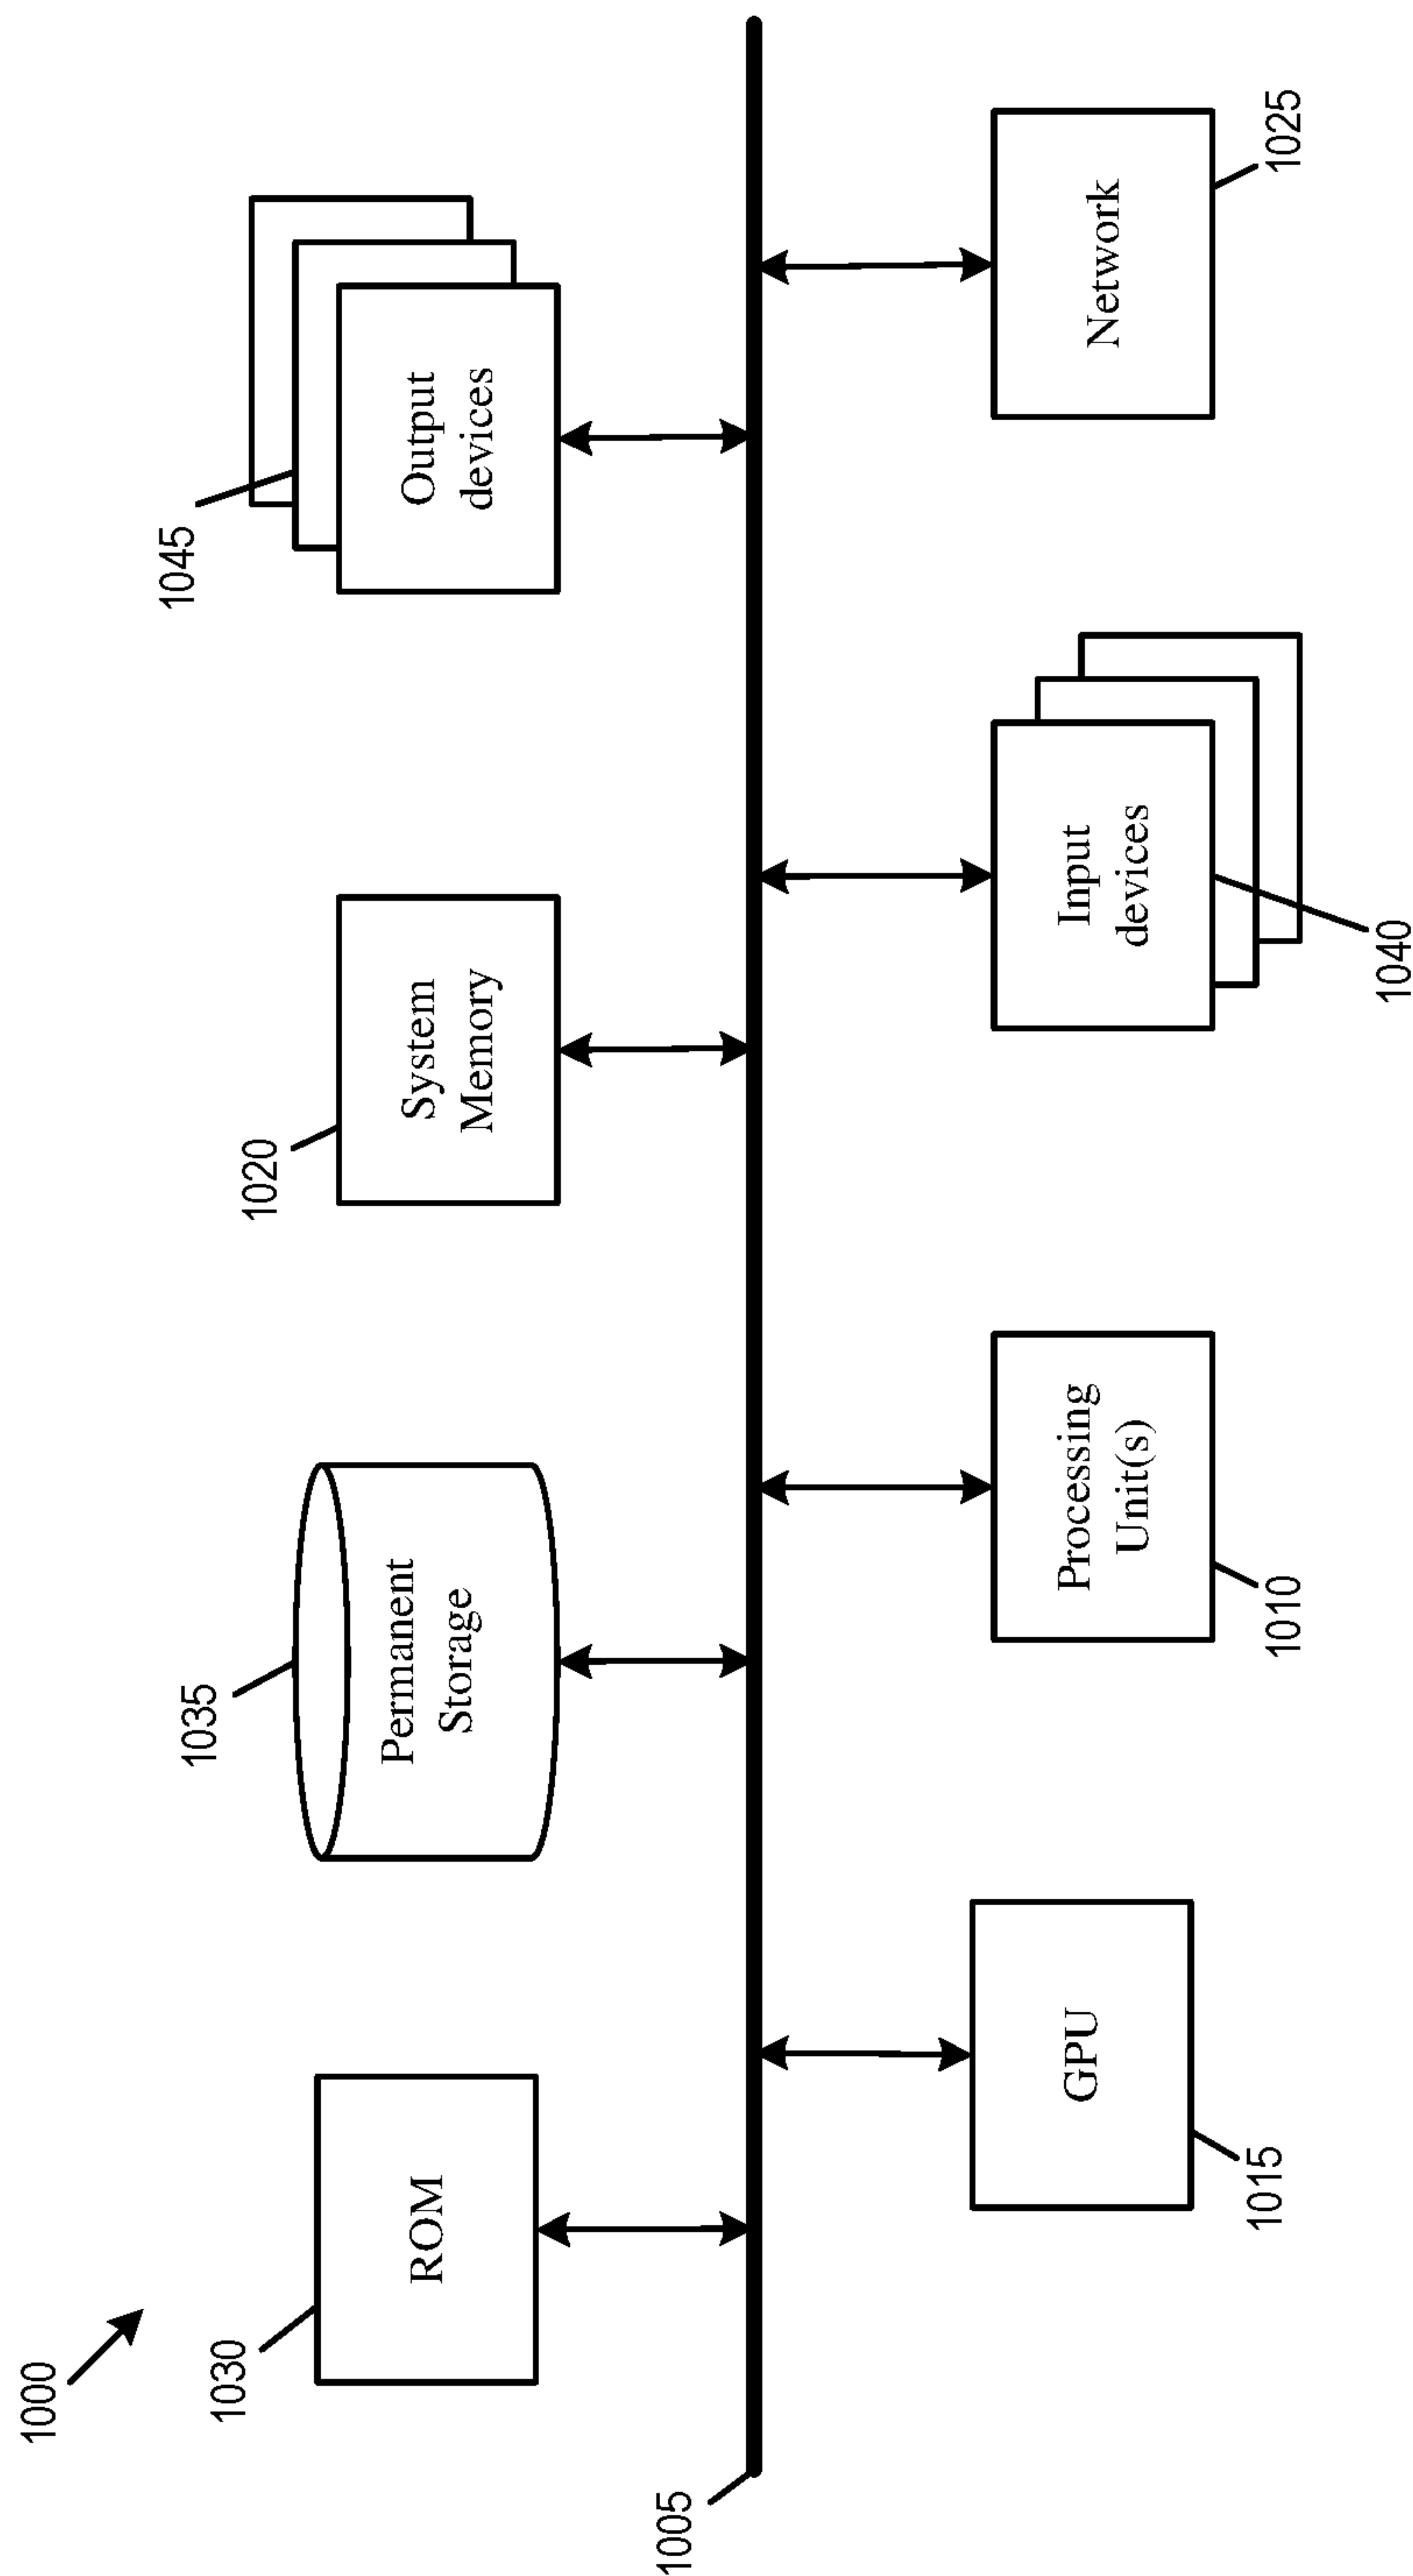 1000
1030
ROM
1035
Permanent
Storage
1020
System
Memory
1045
Output
devices
1005
GPU
1015
Processing
Unit(s)
1010
Input
devices
1040
Network
1025